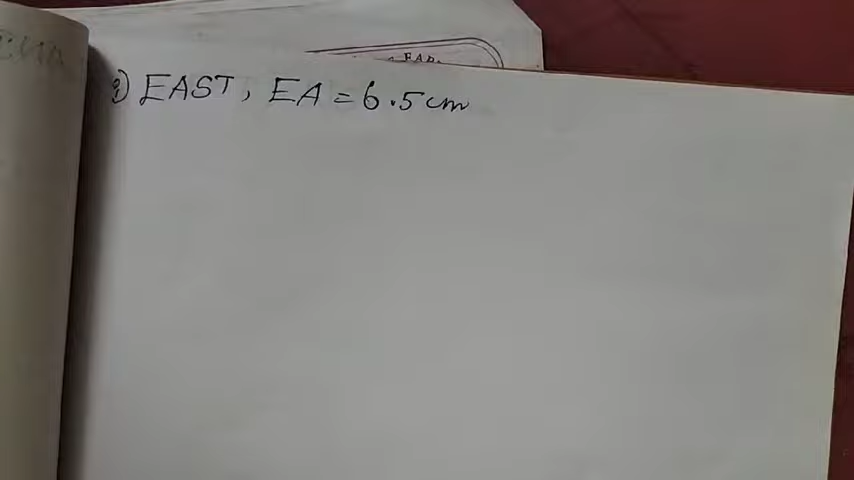 i) EAST, EA = 6.5 cm